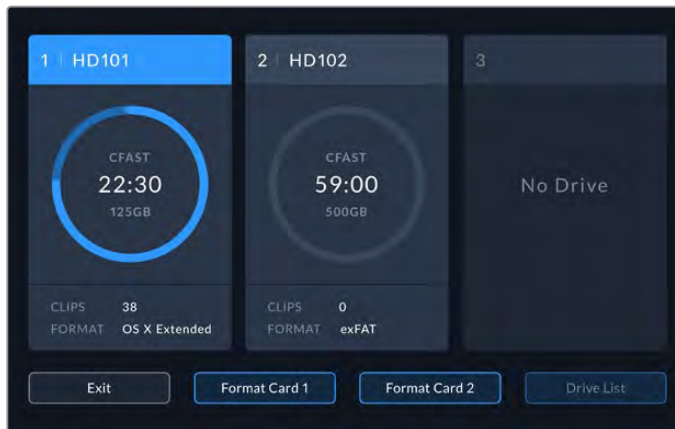 1 | HD101
CFAST
22:30
125GB
CLIPS 38
FORMAT OS X Extended
2 | HD102
CFAST
59:00
500GB
CLIPS 0
FORMAT exFAT
3
No Drive
Exit
Format Card 1
Format Card 2
Drive List